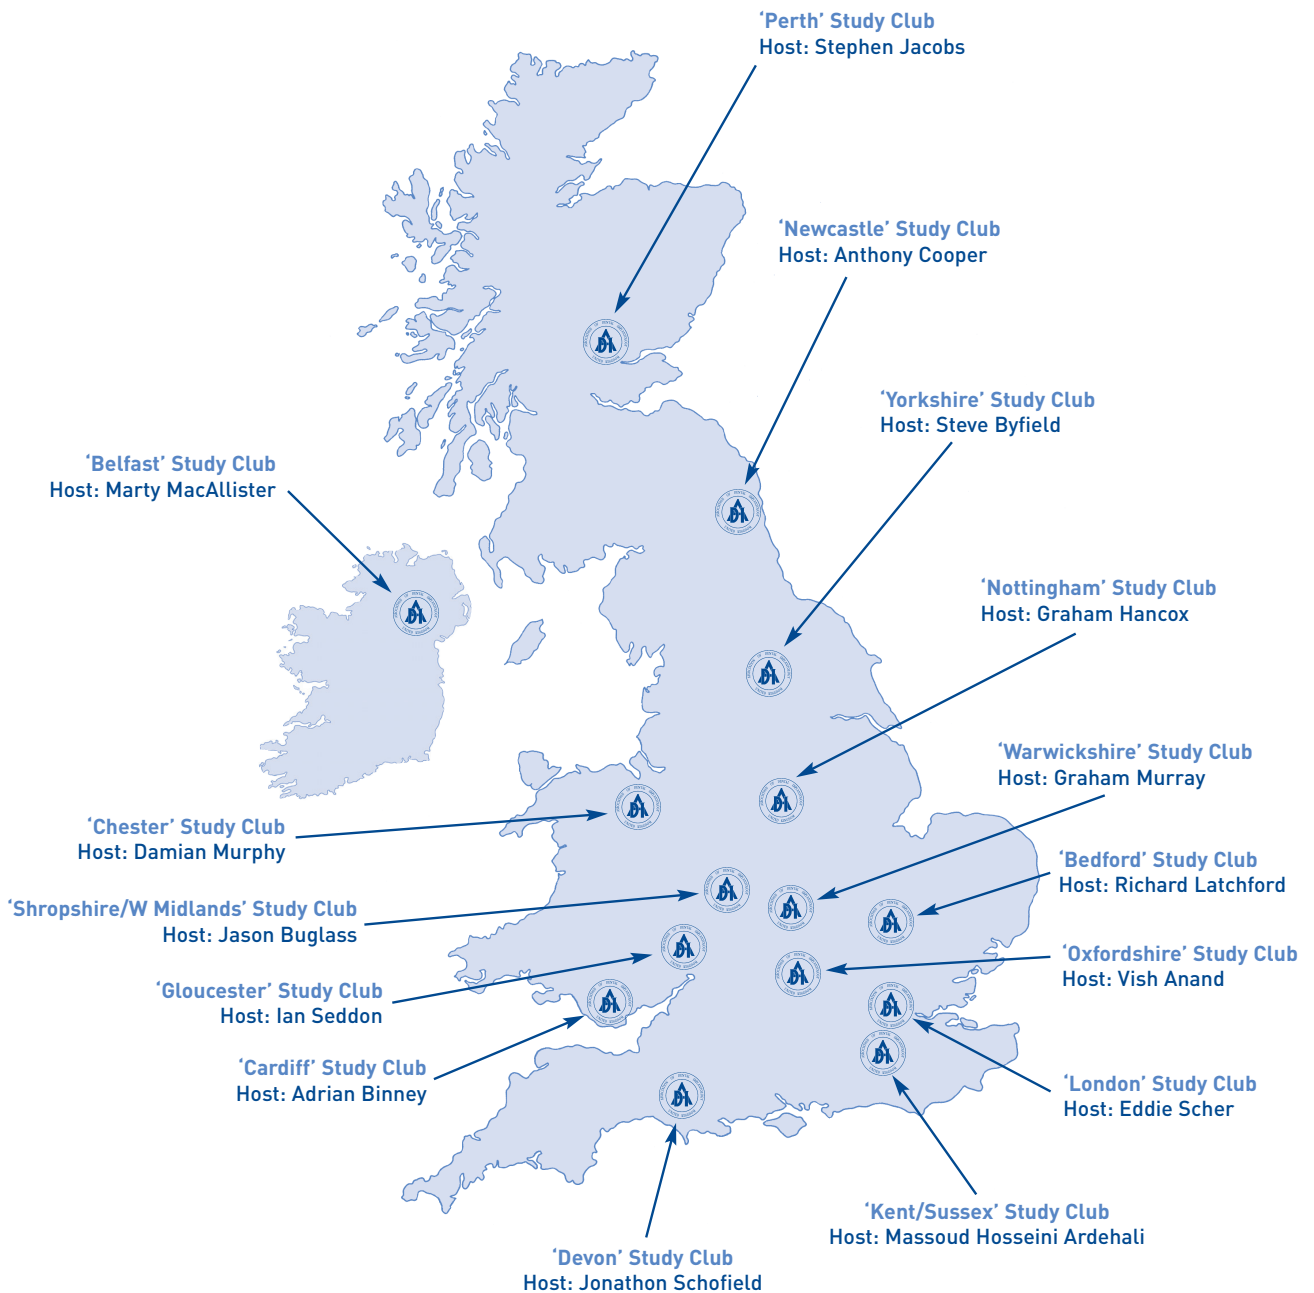 ‘Perth’ Study Club
Host: Stephen Jacobs
‘Newcastle’ Study Club
Host: Anthony Cooper
‘Yorkshire’ Study Club
Host: Steve Byfield
‘Belfast’ Study Club
Host: Marty MacAllister
‘Nottingham’ Study Club
Host: Graham Hancox
‘Warwickshire’ Study Club
Host: Graham Murray
‘Chester’ Study Club
Host: Damian Murphy
‘Bedford’ Study Club
Host: Richard Latchford
‘Shropshire/W Midlands’ Study Club
Host: Jason Buglass
‘Oxfordshire’ Study Club
Host: Vish Anand
‘Gloucester’ Study Club
Host: Ian Seddon
‘Cardiff’ Study Club
Host: Adrian Binney
‘London’ Study Club
Host: Eddie Scher
‘Kent/Sussex’ Study Club
Host: Massoud Hosseini Ardehali
‘Devon’ Study Club
Host: Jonathon Schofield